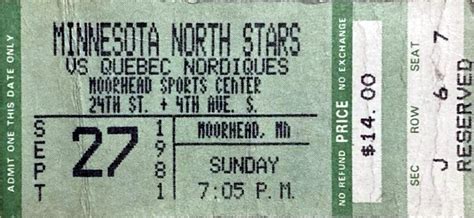 ADMIT ONE THIS DATE ONLY
MINNESOTA NORTH STARS
VS QUEBEC NORDIQUES
MOORHEAD SPORTS CENTER
24TH ST. + 4TH AVE. S.
SEPT
27
1981
MOORHEAD, MN
SUNDAY
7:05 P. M.
NO REFUND PRICE NO EXCHANGE
$14.00
SEC ROW SEAT
J 6 7
RESERVED